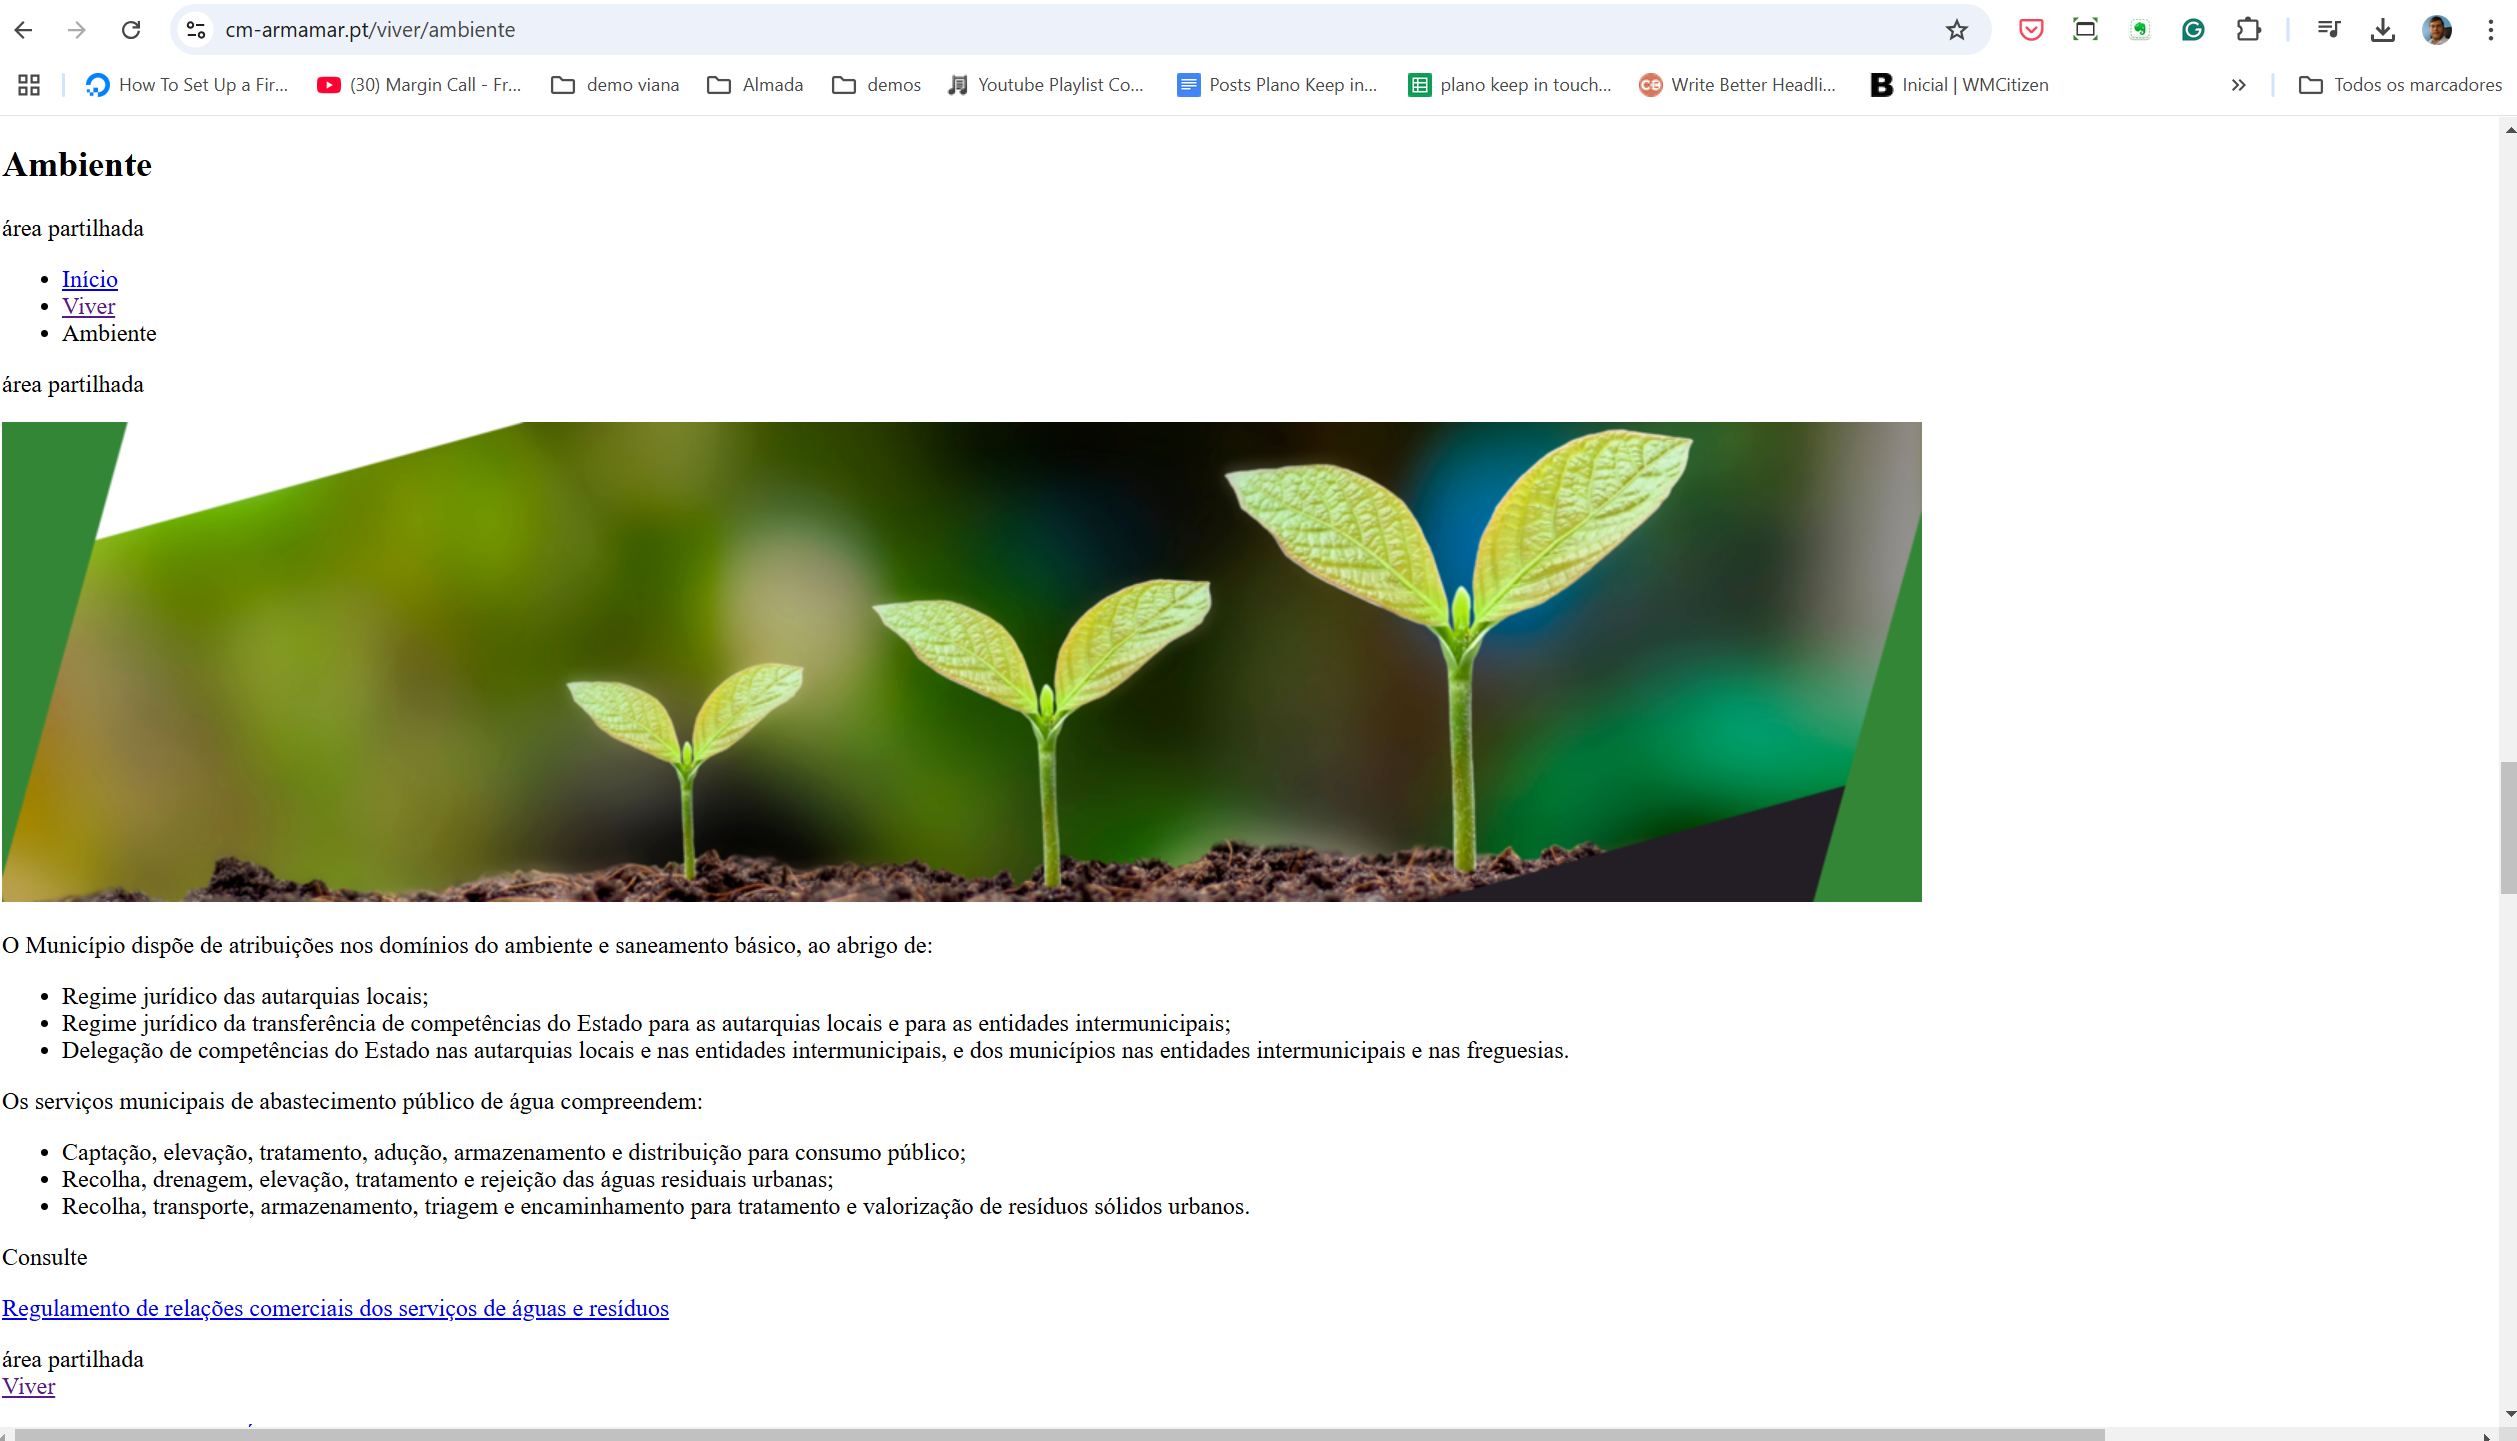 cm-armamar.pt/viver/ambiente
How To Set Up a Fir...
(30) Margin Call - Fr...
demo viana
Almada
demos
Youtube Playlist Co...
Posts Plano Keep in...
plano keep in touch...
Write Better Headli...
Inicial | WMCitizen
Todos os marcadores
Ambiente
área partilhada
Início
Viver
Ambiente
área partilhada
O Município dispõe de atribuições nos domínios do ambiente e saneamento básico, ao abrigo de:
Regime jurídico das autarquias locais;
Regime jurídico da transferência de competências do Estado para as autarquias locais e para as entidades intermunicipais;
Delegação de competências do Estado nas autarquias locais e nas entidades intermunicipais, e dos municípios nas entidades intermunicipais e nas freguesias.
Os serviços municipais de abastecimento público de água compreendem:
Captação, elevação, tratamento, adução, armazenamento e distribuição para consumo público;
Recolha, drenagem, elevação, tratamento e rejeição das águas residuais urbanas;
Recolha, transporte, armazenamento, triagem e encaminhamento para tratamento e valorização de resíduos sólidos urbanos.
Consulte
Regulamento de relações comerciais dos serviços de águas e resíduos
área partilhada
Viver